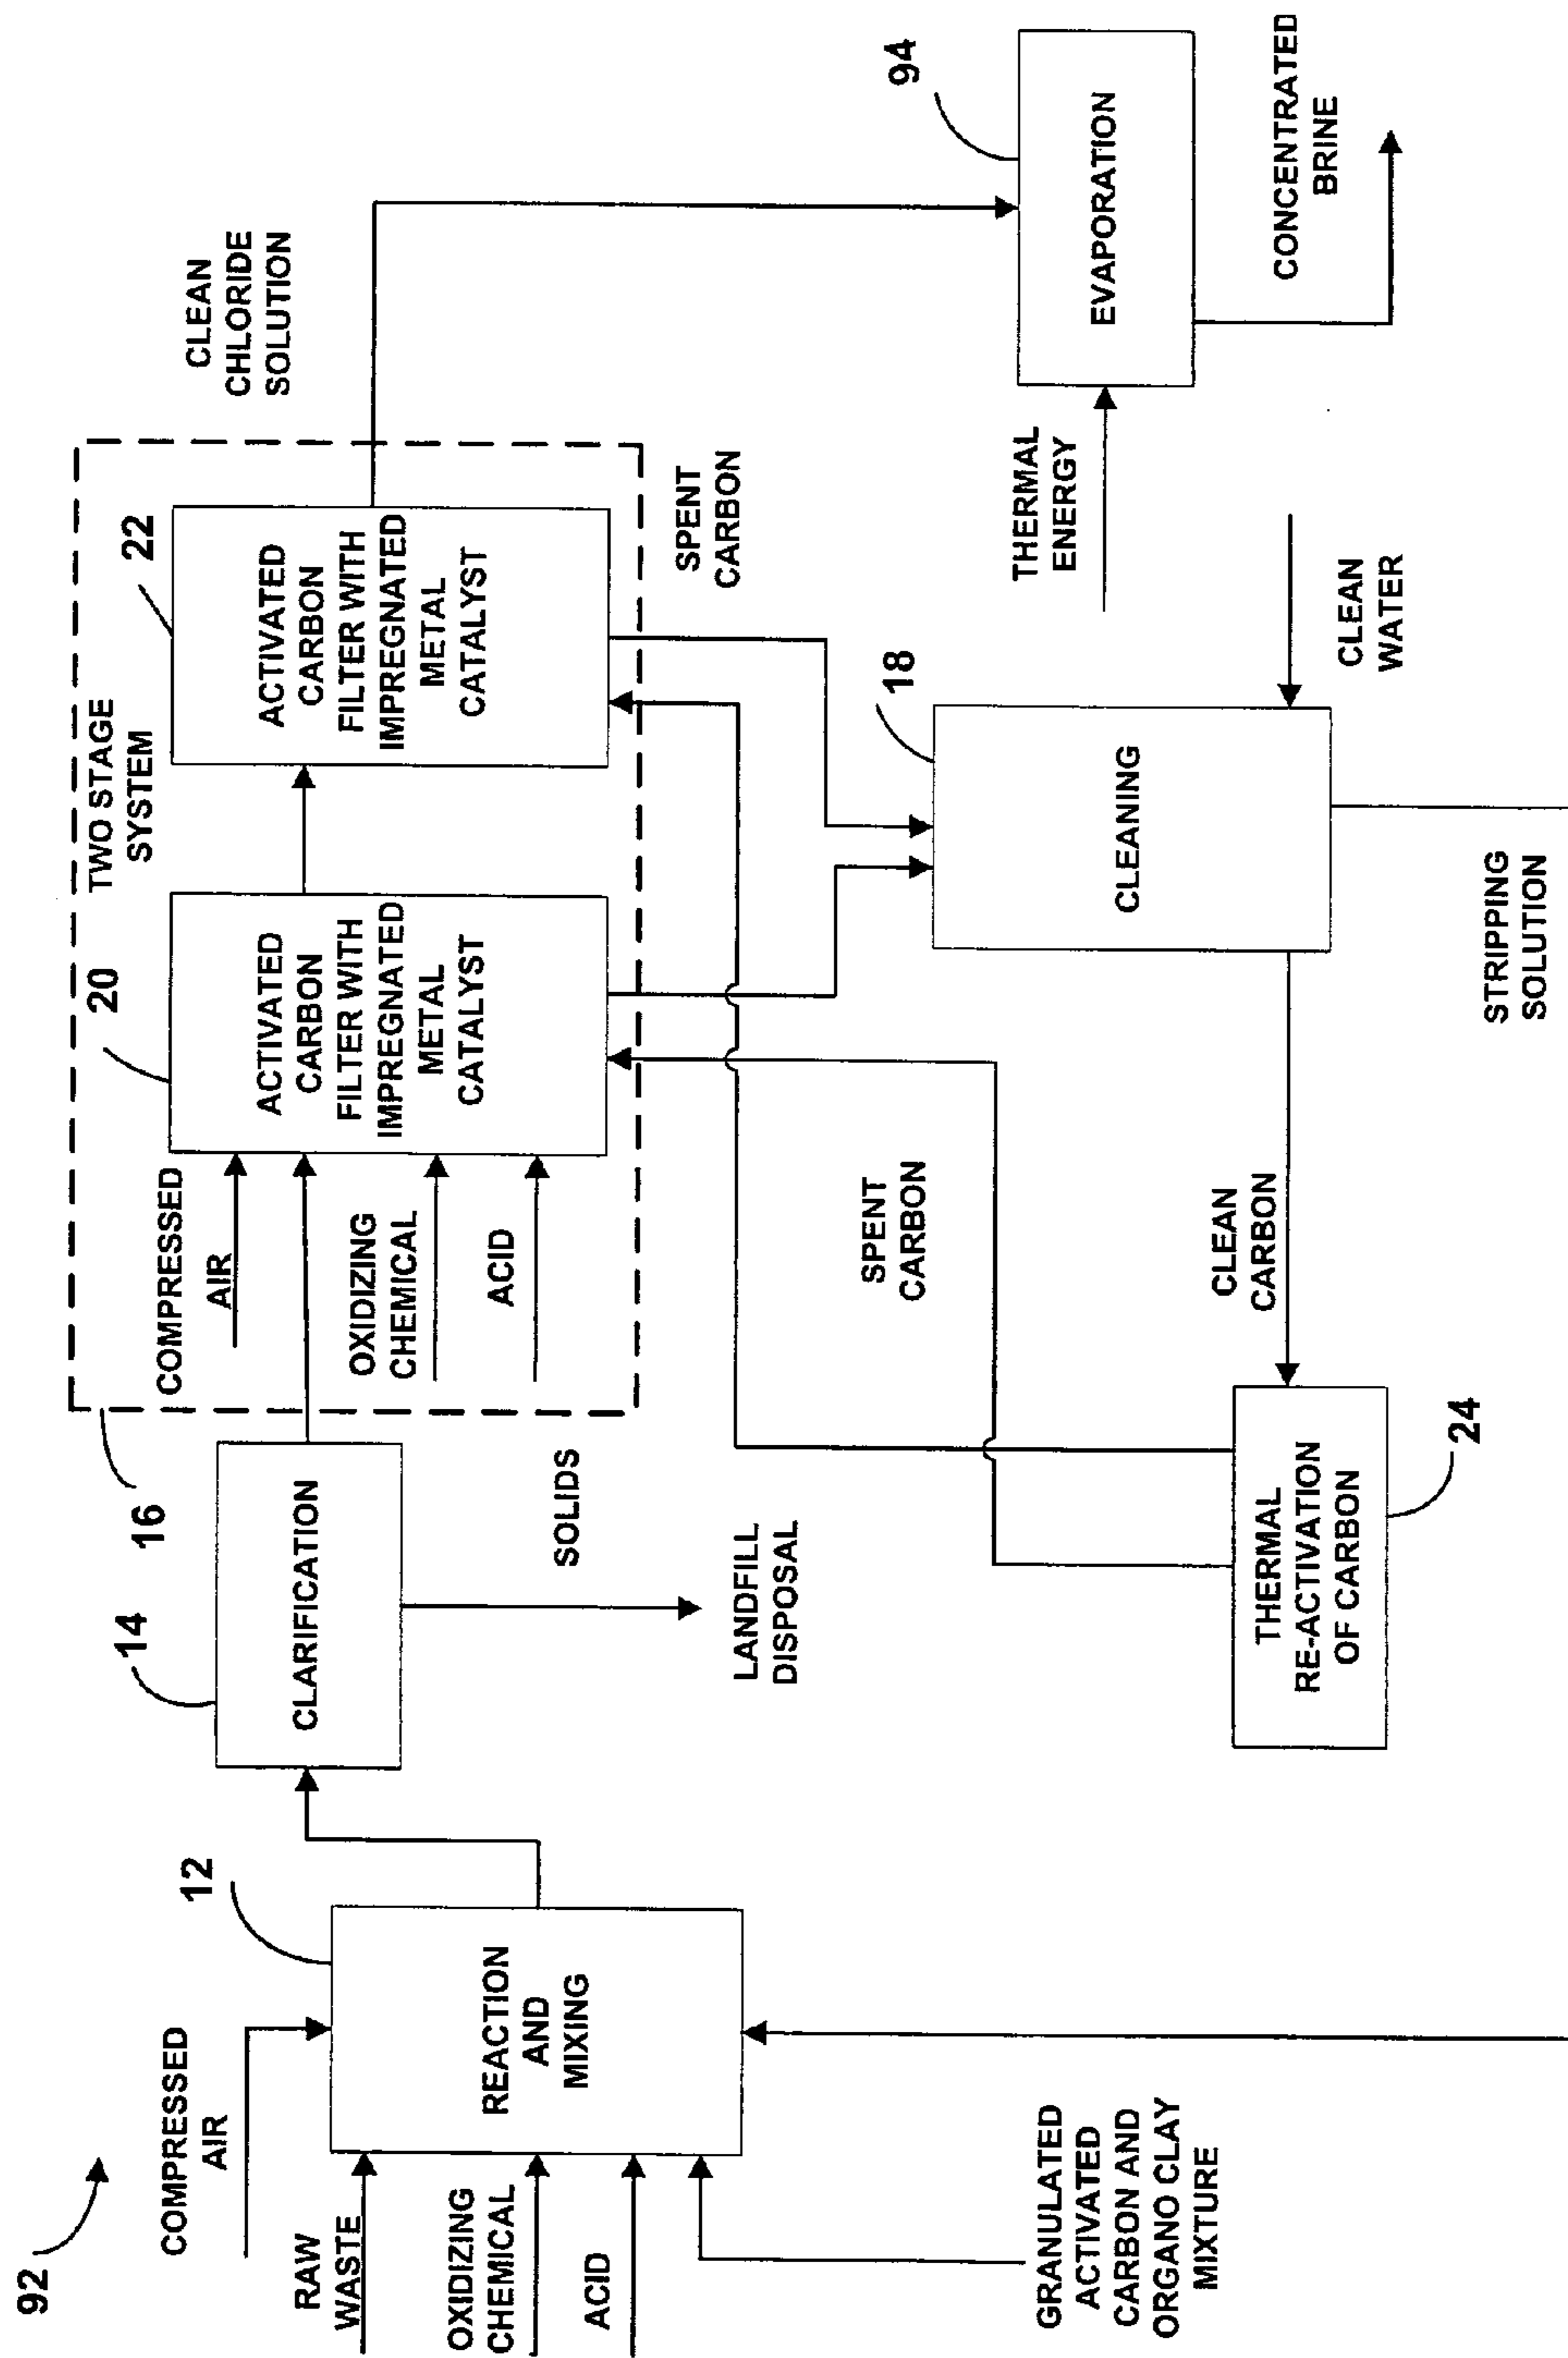 92
COMPRESSED
AIR
RAW
WASTE
OXIDIZING
CHEMICAL
ACID
GRANULATED
ACTIVATED
CARBON AND
ORGANO CLAY
MIXTURE
12
REACTION
AND
MIXING
14
CLARIFICATION
SOLIDS
LANDFILL
DISPOSAL
16
TWO STAGE
SYSTEM
COMPRESSED
AIR
OXIDIZING
CHEMICAL
ACID
20
ACTIVATED
CARBON
FILTER WITH
IMPREGNATED
METAL
CATALYST
22
ACTIVATED
CARBON
FILTER WITH
IMPREGNATED
METAL
CATALYST
CLEAN
CHLORIDE
SOLUTION
SPENT
CARBON
SPENT
CARBON
THERMAL
RE-ACTIVATION
OF CARBON
24
CLEAN
CARBON
18
CLEANING
CLEAN
WATER
STRIPPING
SOLUTION
THERMAL
ENERGY
94
EVAPORATION
CONCENTRATED
BRINE